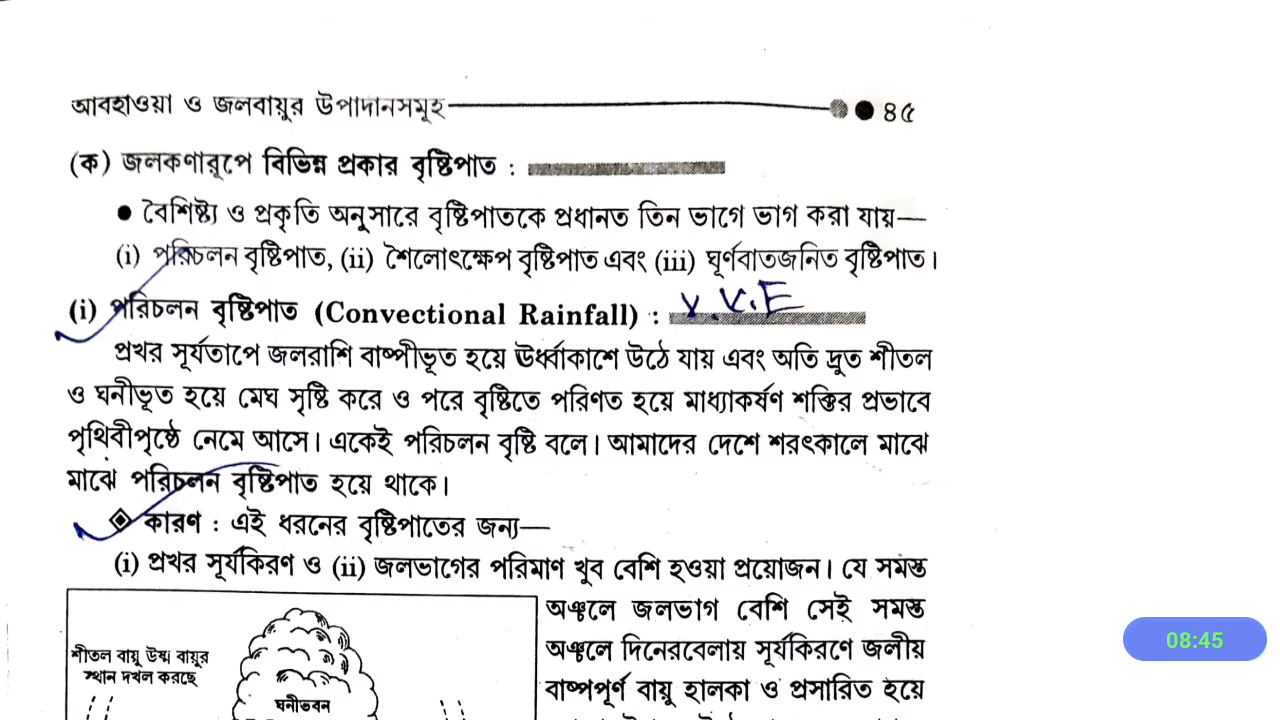 আবহাওয়া ও জলবায়ুর উপাদানসমূহ ৪৫
(ক) জলকণারূপে বিভিন্ন প্রকার বৃষ্টিপাত :
● বৈশিষ্ট্য ও প্রকৃতি অনুসারে বৃষ্টিপাতকে প্রধানত তিন ভাগে ভাগ করা যায়—
(i) পরিচলন বৃষ্টিপাত, (ii) শৈলোৎক্ষেপ বৃষ্টিপাত এবং (iii) ঘূর্ণবাতজনিত বৃষ্টিপাত।
(i) পরিচলন বৃষ্টিপাত (Convectional Rainfall) : V.V.E
প্রখর সূর্যতাপে জলরাশি বাষ্পীভূত হয়ে ঊর্ধ্বাকাশে উঠে যায় এবং অতি দ্রুত শীতল
ও ঘনীভূত হয়ে মেঘ সৃষ্টি করে ও পরে বৃষ্টিতে পরিণত হয়ে মাধ্যাকর্ষণ শক্তির প্রভাবে
পৃথিবীপৃষ্ঠে নেমে আসে। একেই পরিচলন বৃষ্টি বলে। আমাদের দেশে শরৎকালে মাঝে
মাঝে পরিচলন বৃষ্টিপাত হয়ে থাকে।
কারণ : এই ধরনের বৃষ্টিপাতের জন্য—
(i) প্রখর সূর্যকিরণ ও (ii) জলভাগের পরিমাণ খুব বেশি হওয়া প্রয়োজন। যে সমস্ত
অঞ্চলে জলভাগ বেশি সেই সমস্ত
অঞ্চলে দিনেরবেলায় সূর্যকিরণে জলীয়
বাষ্পপূর্ণ বায়ু হালকা ও প্রসারিত হয়ে
শীতল বায়ু উষ্ণ বায়ুর
স্থান দখল করছে
ঘনীভবন
08:45